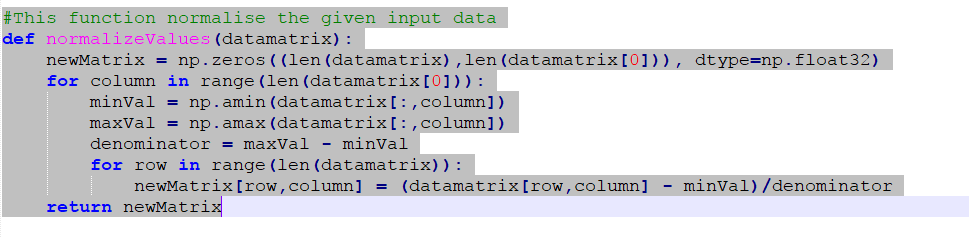 #This function normalise the given input data
def normalizeValues(datamatrix):
    newMatrix = np.zeros((len(datamatrix),len(datamatrix[0])), dtype=np.float32)
    for column in range(len(datamatrix[0])):
        minVal = np.amin(datamatrix[:,column])
        maxVal = np.amax(datamatrix[:,column])
        denominator = maxVal - minVal
        for row in range(len(datamatrix)):
            newMatrix[row,column] = (datamatrix[row,column] - minVal)/denominator
    return newMatrix